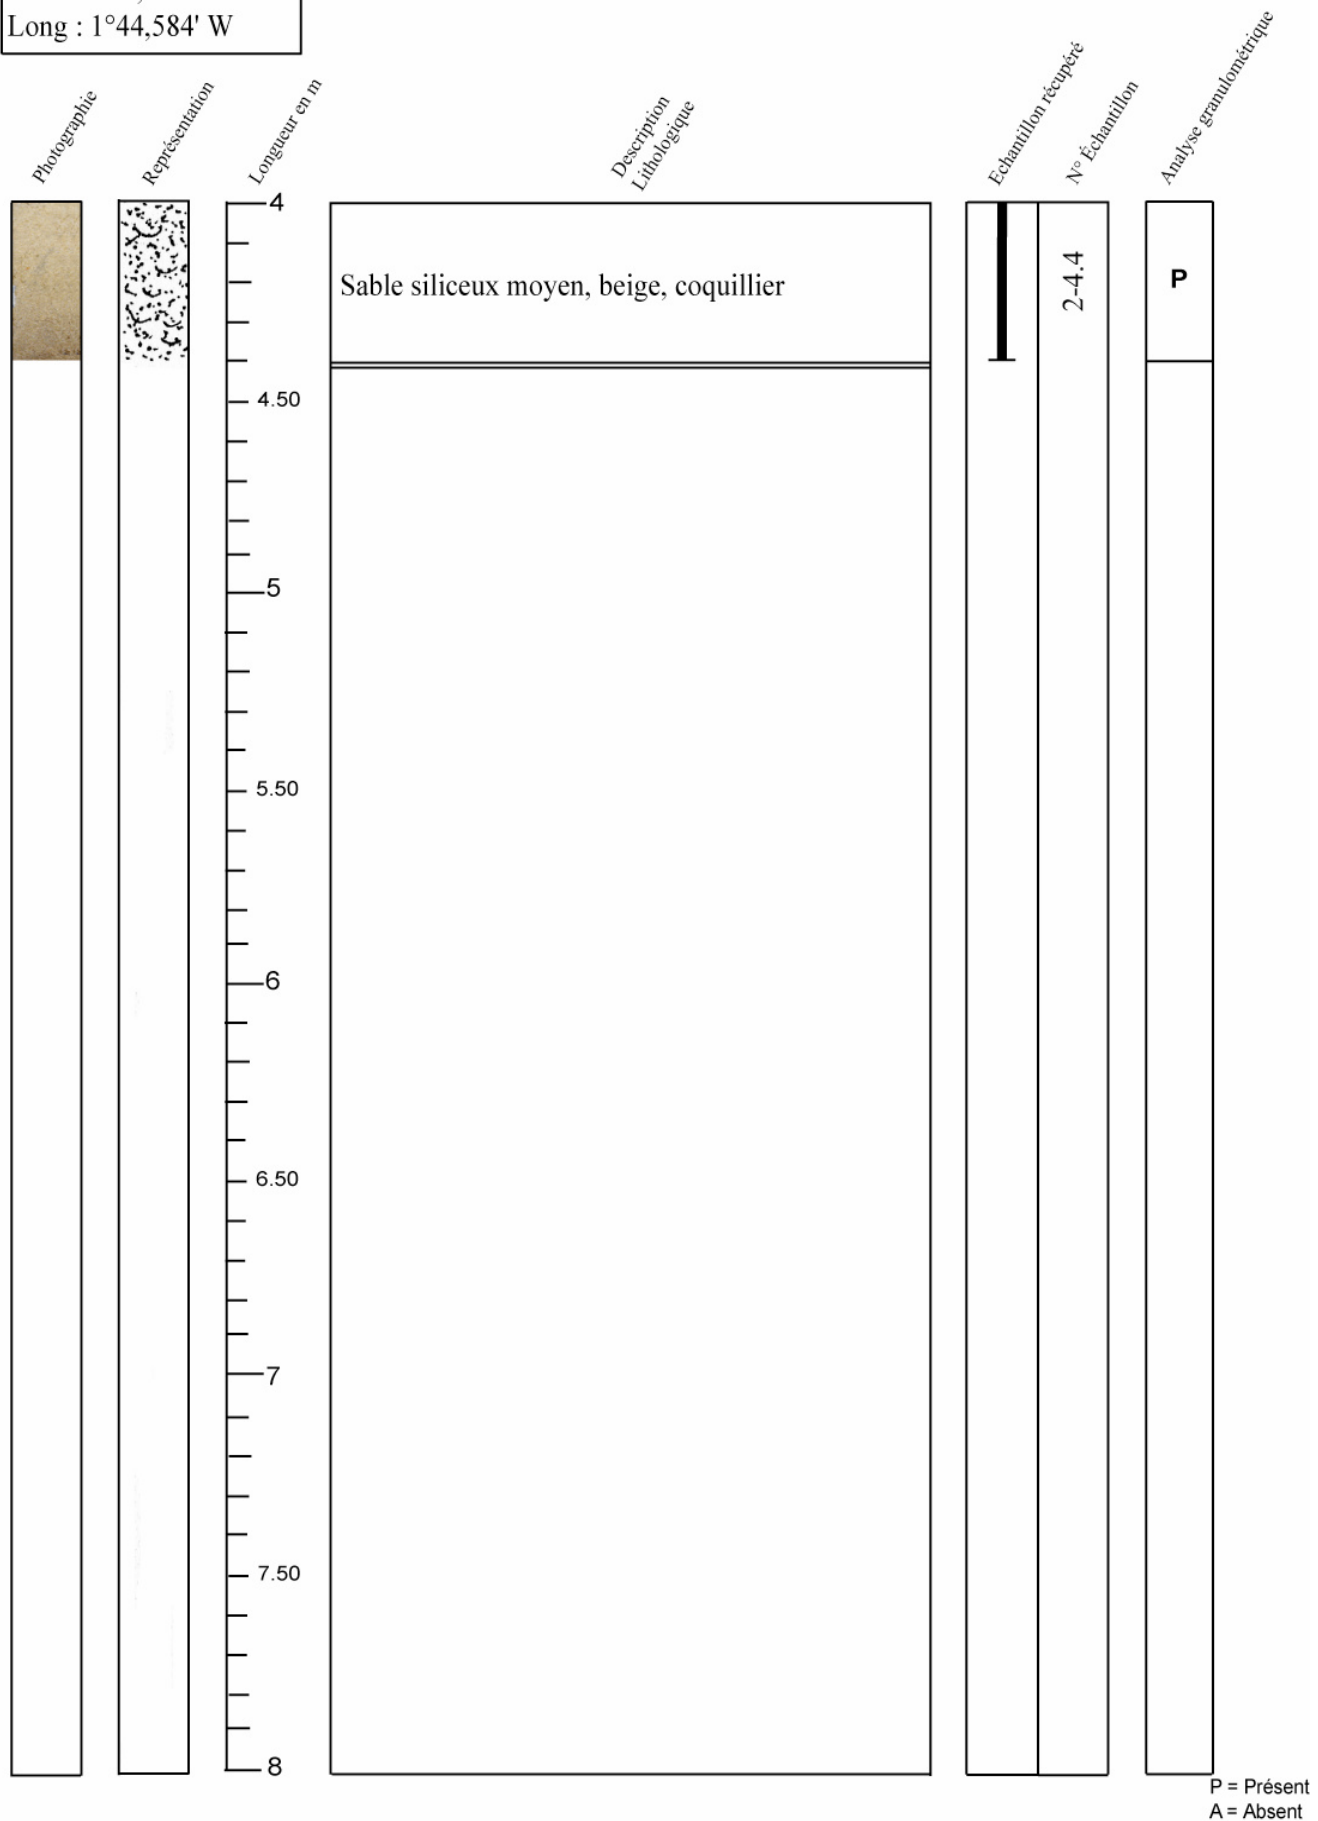 Long : 1°44,584' W
Photographie
Représentation
Longueur en m
Description
Lithologique
Echantillon récupéré
N° Échantillon
Analyse granulométrique
4
Sable siliceux moyen, beige, coquillier
2-4.4
P
4.50
5
5.50
6
6.50
7
7.50
8
P = Présent
A = Absent